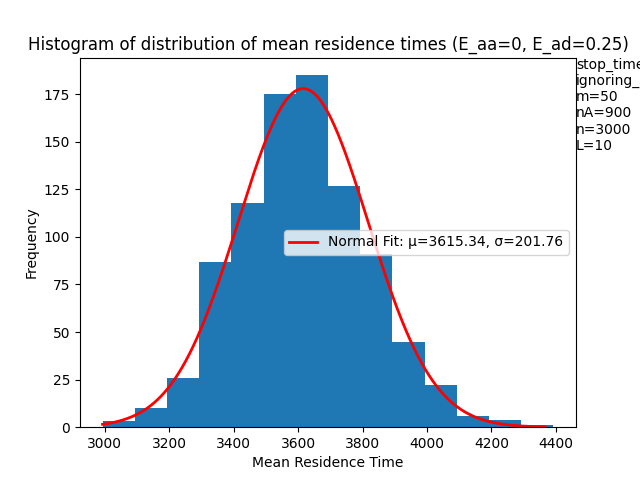 Histogram of distribution of mean residence times (E_aa=0, E_ad=0.25)
stop_time
ignoring_
m=50
nA=900
n=3000
L=10
Normal Fit: μ=3615.34, σ=201.76
Frequency
175
150
125
100
75
50
25
0
3000 3200 3400 3600 3800 4000 4200 4400
Mean Residence Time